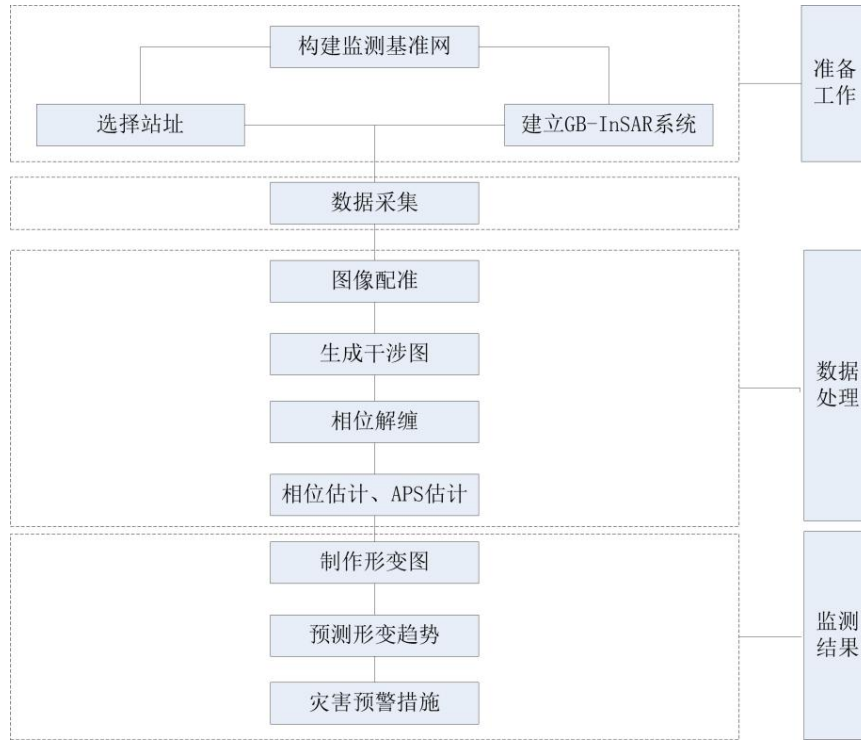 构建监测基准网
选择站址
建立GB-InSAR系统
准备
工作
数据采集
图像配准
生成干涉图
相位解缠
相位估计、APS估计
数据
处理
制作形变图
预测形变趋势
灾害预警措施
监测
结果